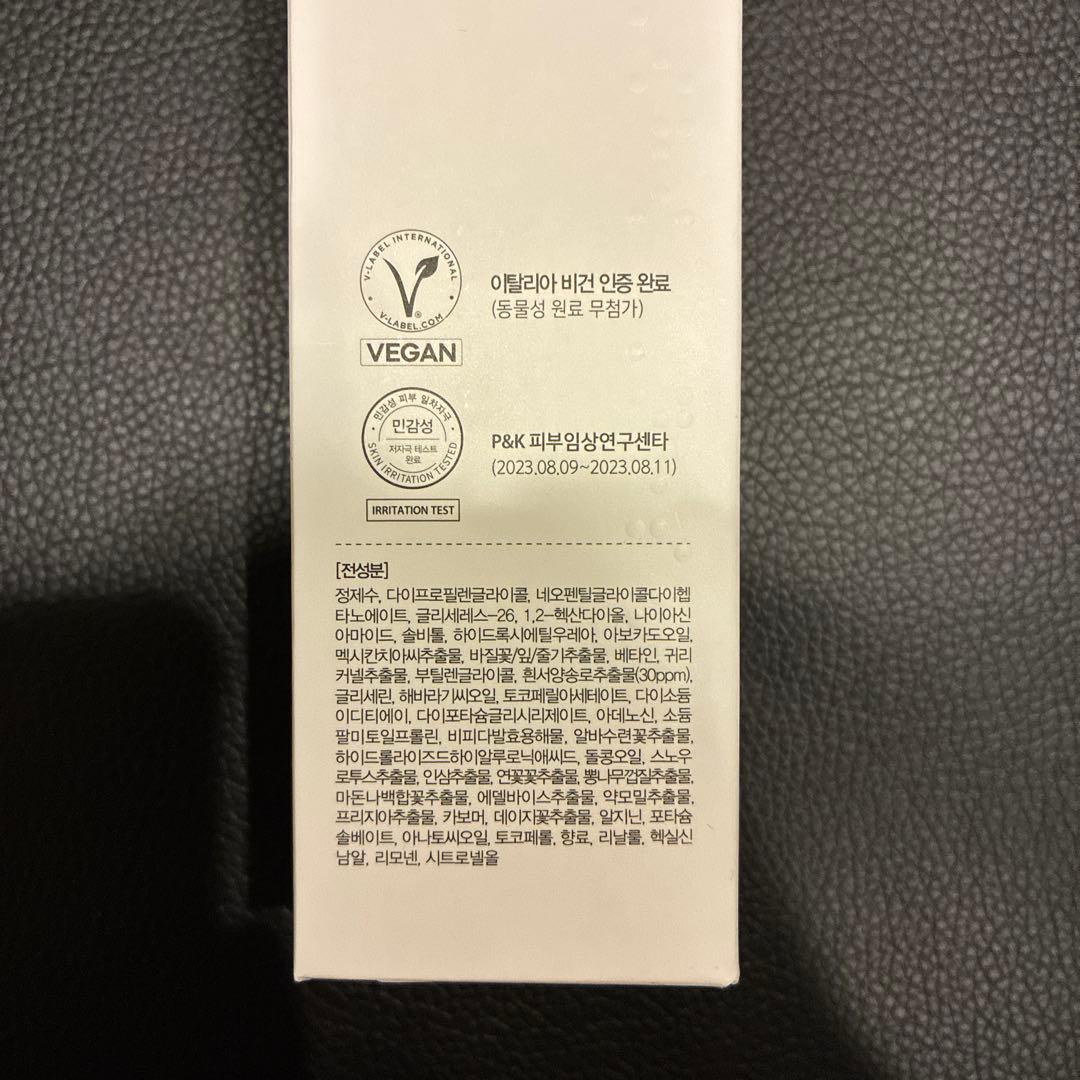 V-LABEL INTERNATIONAL
V-LABEL.COM
VEGAN
이탈리아 비건 인증 완료
(동물성 원료 무첨가)
민감성 피부 일차자극
민감성
저자극 테스트
완료
SKIN IRRITATION TESTED
IRRITATION TEST
P&K 피부임상연구센타
(2023.08.09~2023.08.11)
[전성분]
정제수, 다이프로필렌글라이콜, 네오펜틸글라이콜다이헵
타노에이트, 글리세레스-26, 1,2-헥산다이올, 나이아신
아마이드, 솔비톨, 하이드록시에틸우레아, 아보카도오일,
멕시칸치아씨추출물, 바질꽃/잎/줄기추출물, 베타인, 귀리
커넬추출물, 부틸렌글라이콜, 흰서양송로추출물(30ppm),
글리세린, 해바라기씨오일, 토코페릴아세테이트, 다이소듐
이디티에이, 다이포타슘글리시리제이트, 아데노신, 소듐
팔미토일프롤린, 비피다발효용해물, 알바수련꽃추출물,
하이드롤라이즈드하이알루로닉애씨드, 돌콩오일, 스노우
로투스추출물, 인삼추출물, 연꽃꽃추출물, 뽕나무껍질추출물,
마돈나백합꽃추출물, 에델바이스추출물, 약모밀추출물,
프리지아추출물, 카보머, 데이지꽃추출물, 알지닌, 포타슘
솔베이트, 아나토씨오일, 토코페롤, 향료, 리날룰, 헥실신
남알, 리모넨, 시트로넬올